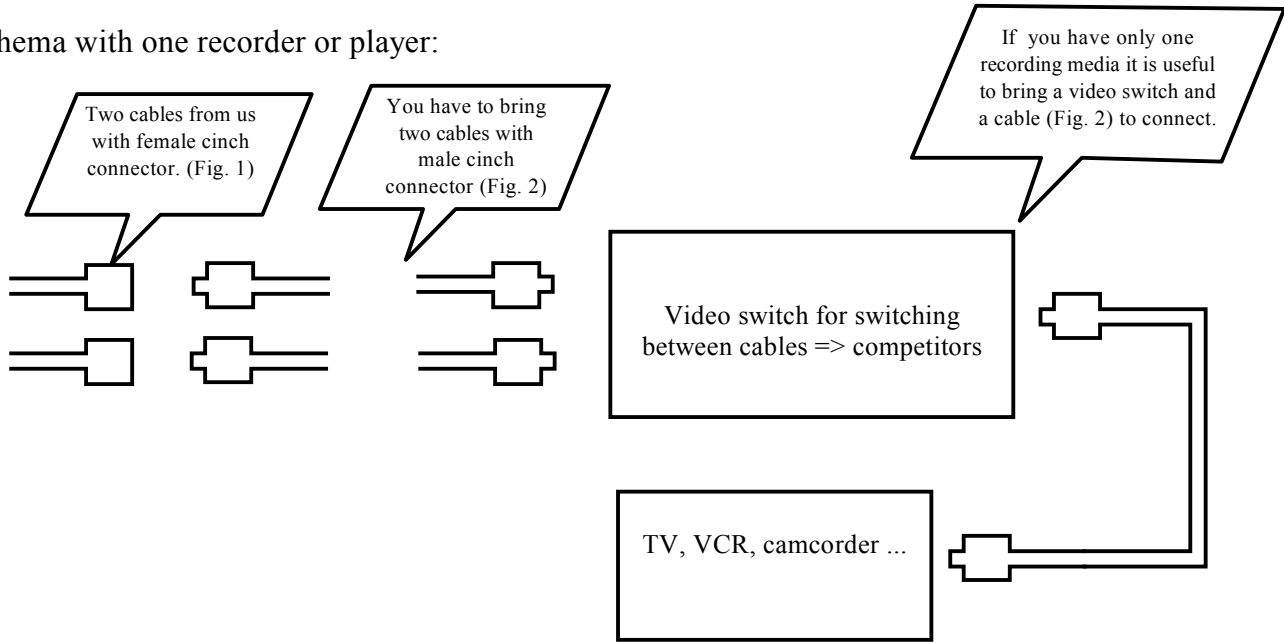 hema with one recorder or player:
Two cables from us
with female cinch
connector. (Fig. 1)
You have to bring
two cables with
male cinch
connector (Fig. 2)
If you have only one
recording media it is useful
to bring a video switch and
a cable (Fig. 2) to connect.
Video switch for switching
between cables => competitors
TV, VCR, camcorder ...